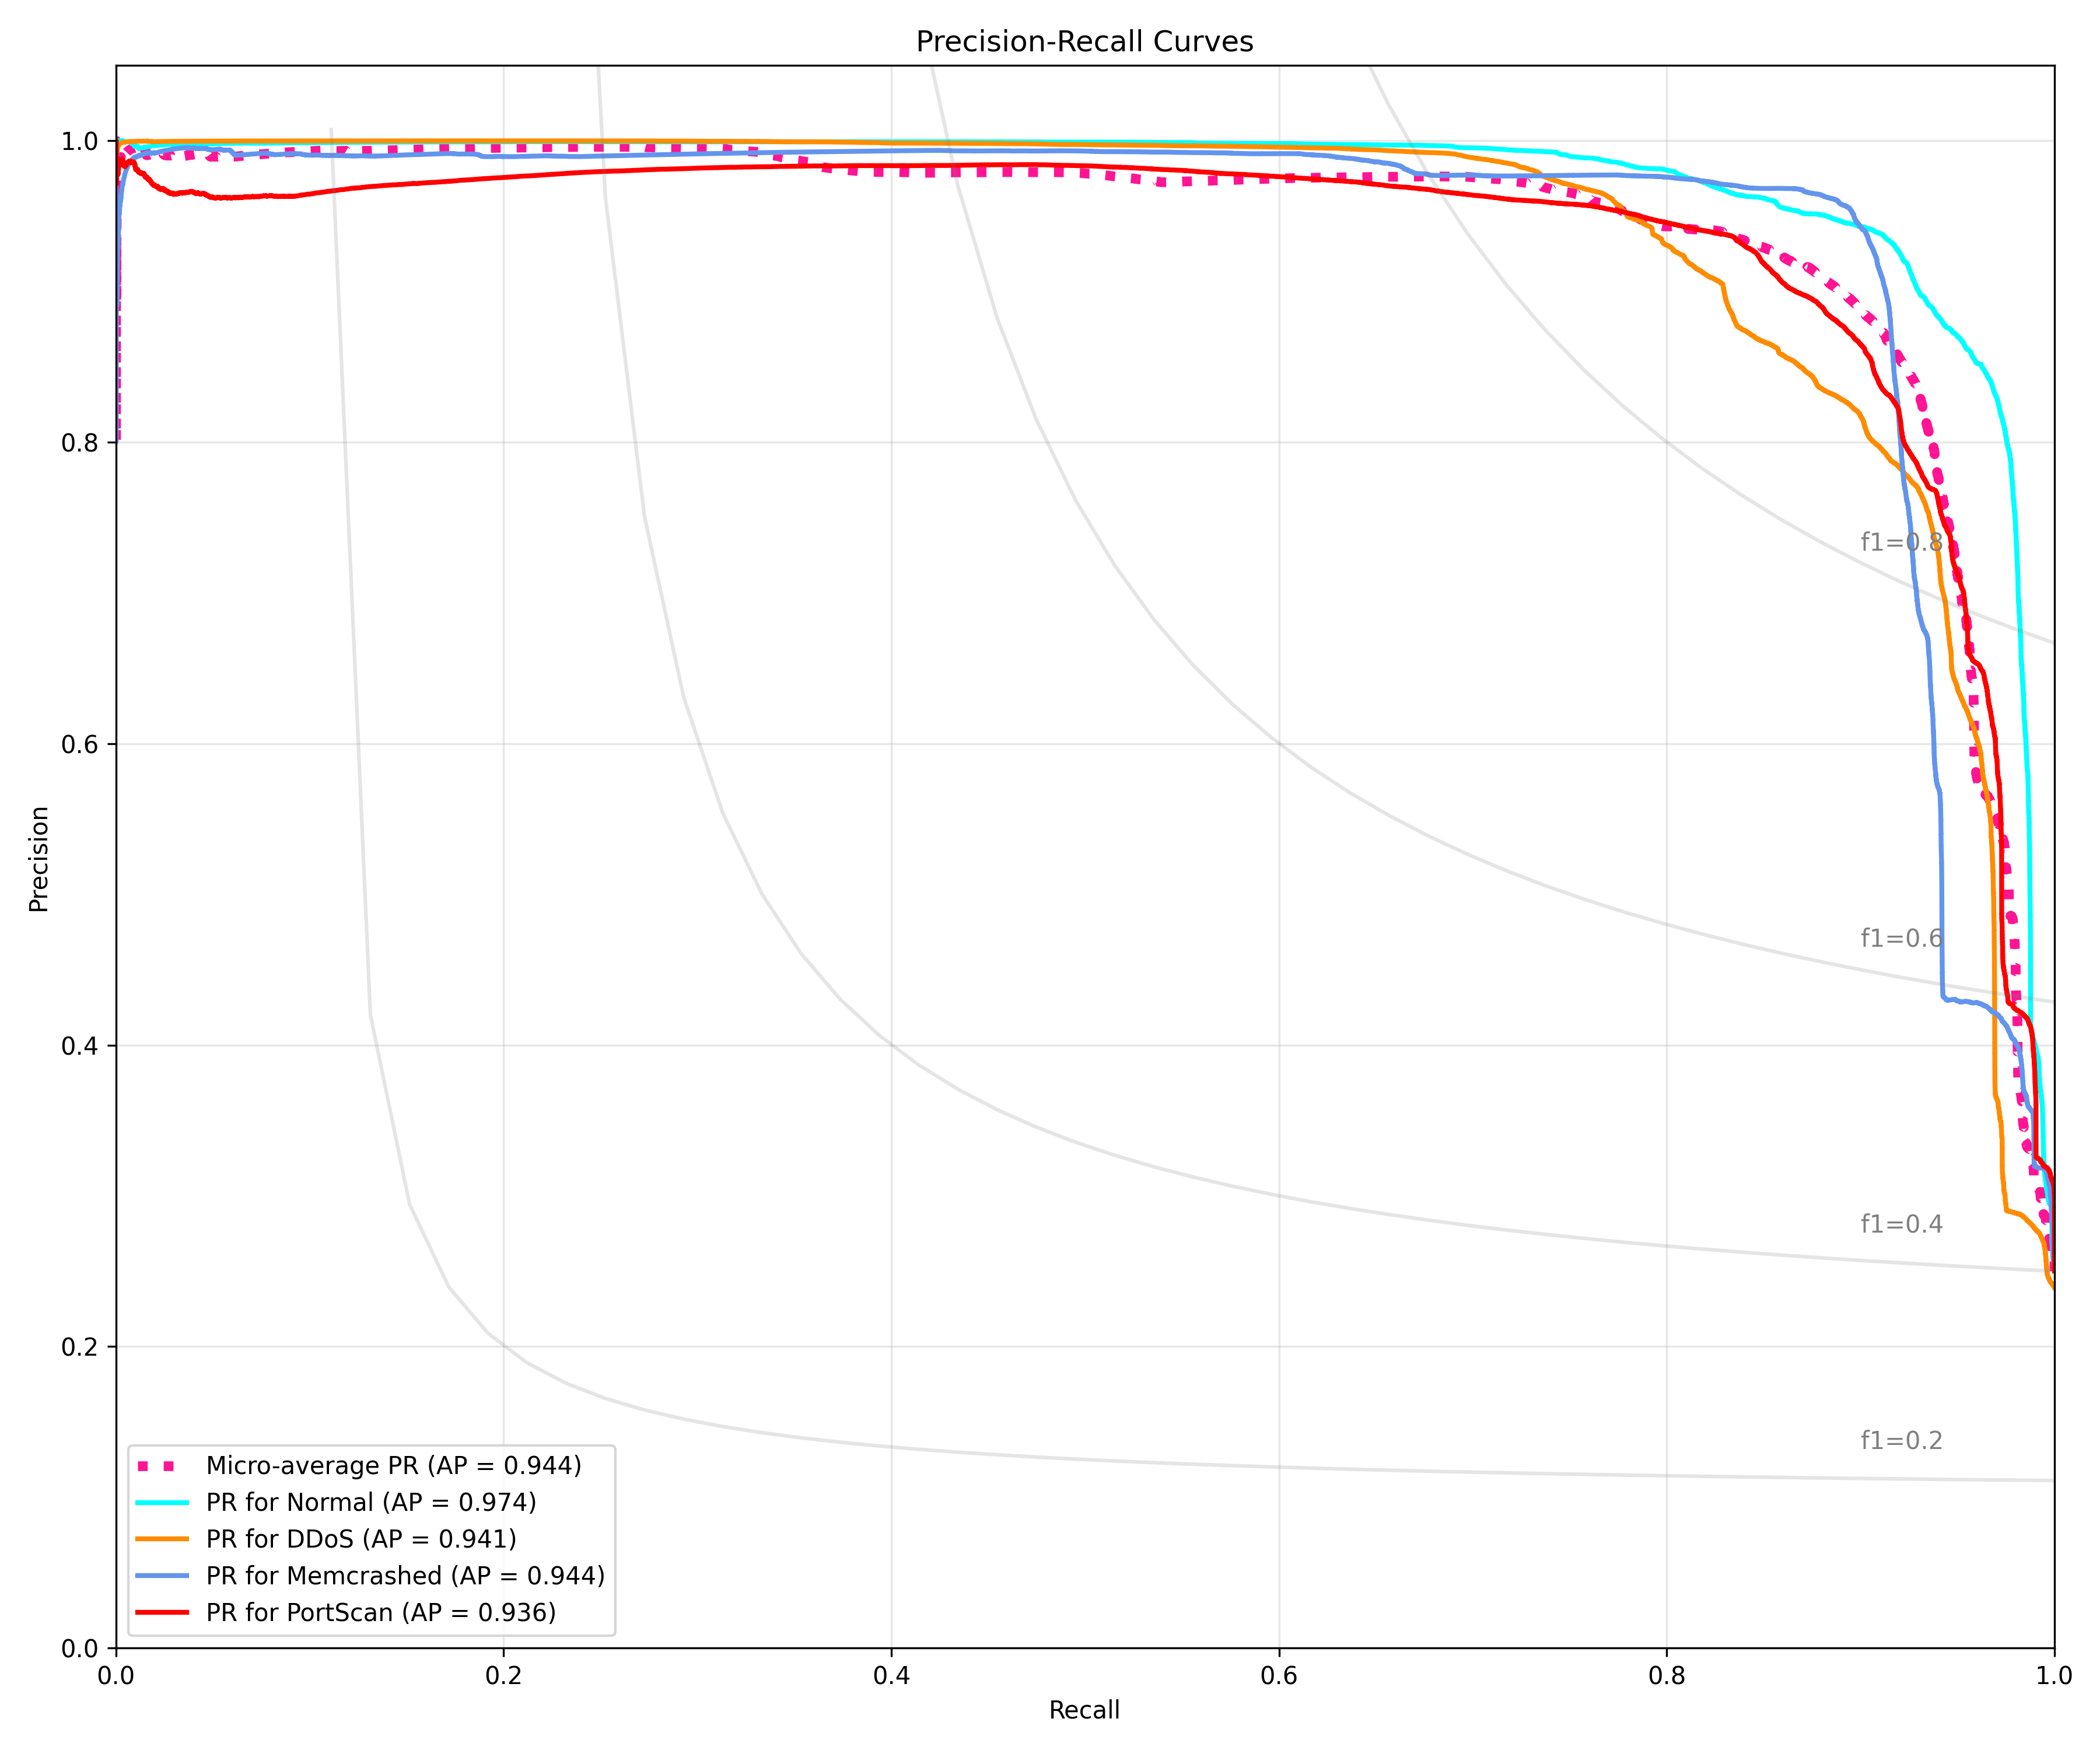 Precision-Recall Curves
1.0
0.8
0.6
0.4
0.2
0.0
Precision
f1=0.8
f1=0.6
f1=0.4
f1=0.2
Micro-average PR (AP = 0.944)
PR for Normal (AP = 0.974)
PR for DDoS (AP = 0.941)
PR for Memcrashed (AP = 0.944)
PR for PortScan (AP = 0.936)
0.0 0.2 0.4 0.6 0.8 1.0
Recall